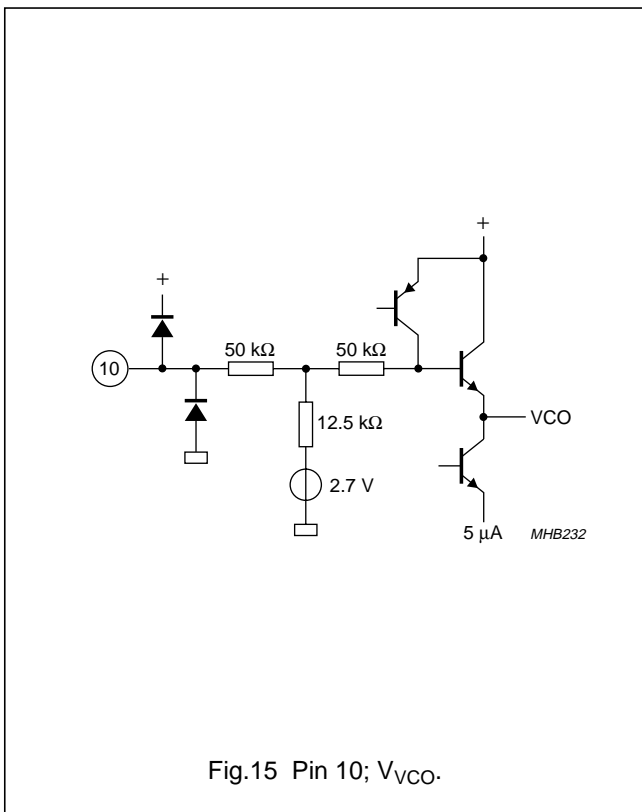 +
+
50 kΩ
50 kΩ
10
12.5 kΩ
VCO
2.7 V
5 µA
MHB232
Fig.15 Pin 10; VVCO.